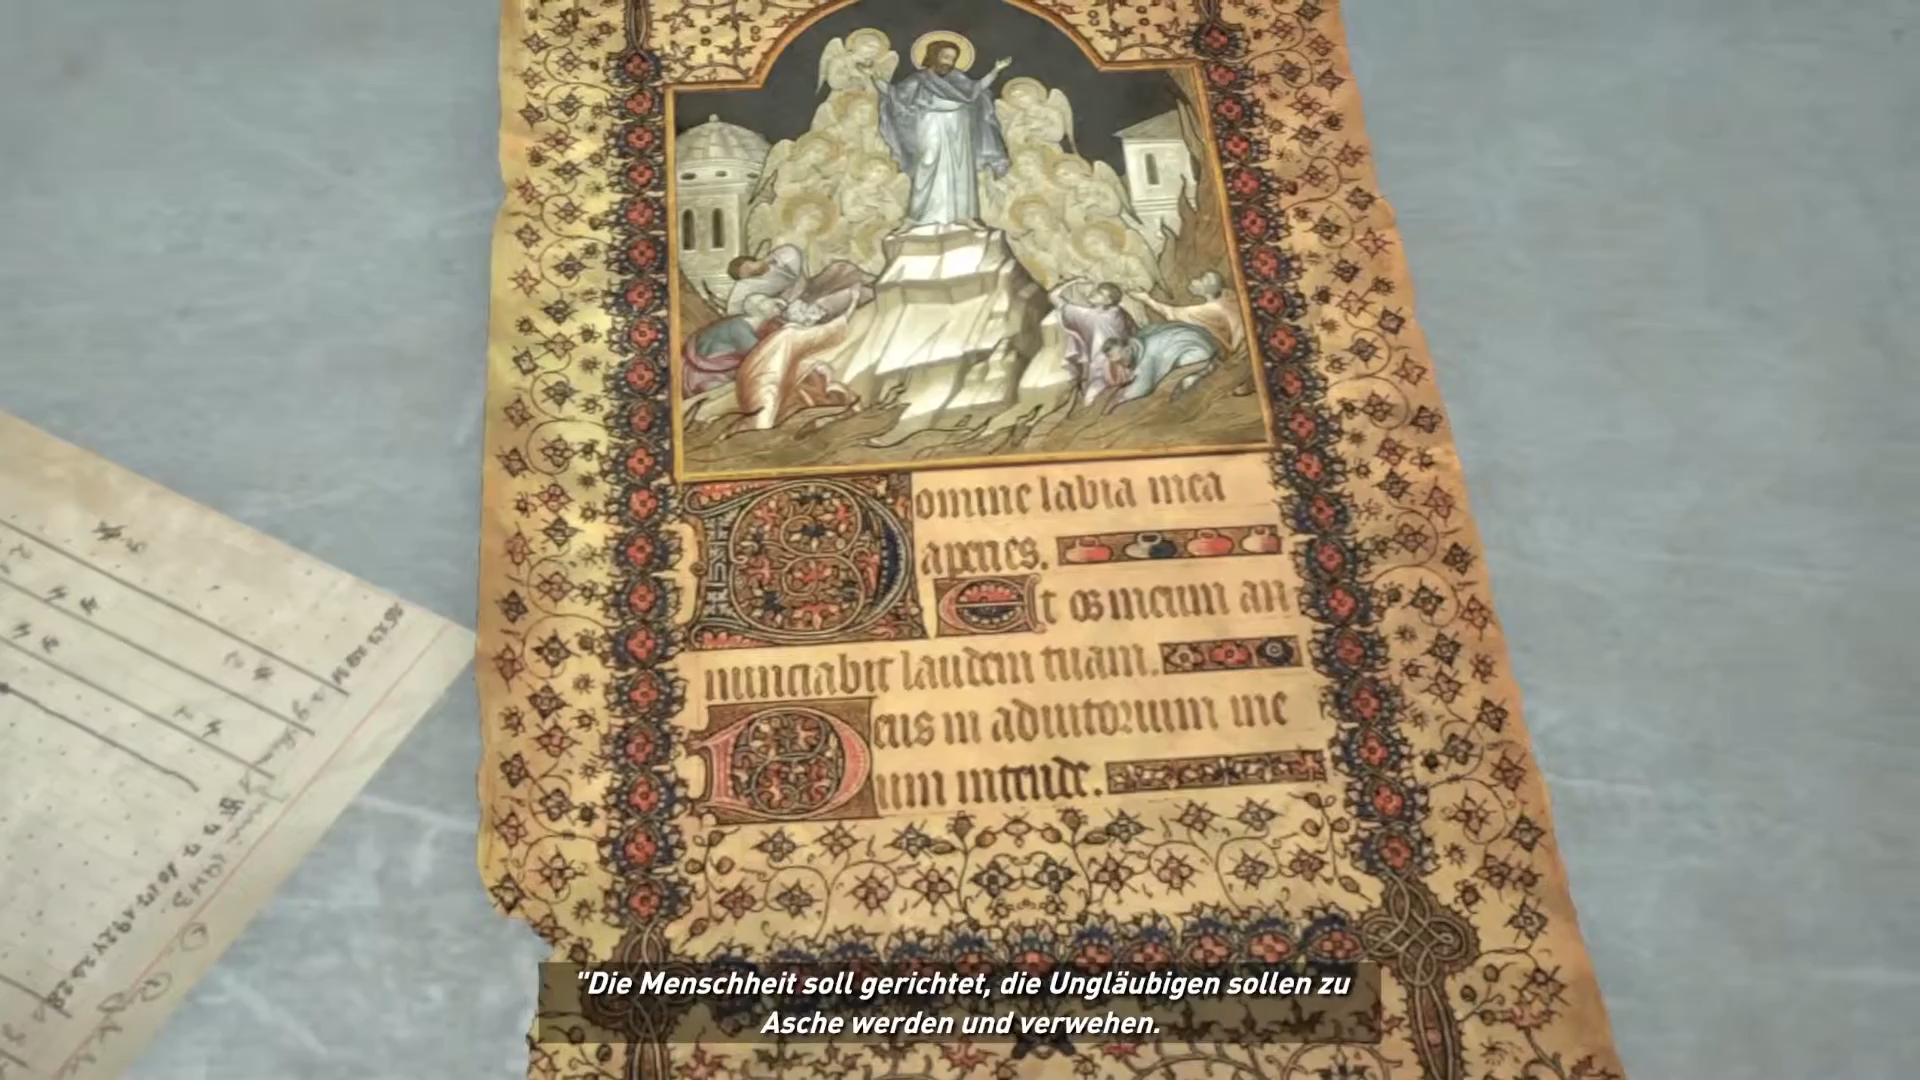 Domine labia mea
apenes.
Et os meum an
nunciabit laudem tuam.
Deus in adiutorium me
um intende.
"Die Menschheit soll gerichtet, die Ungläubigen sollen zu
Asche werden und verwehen.